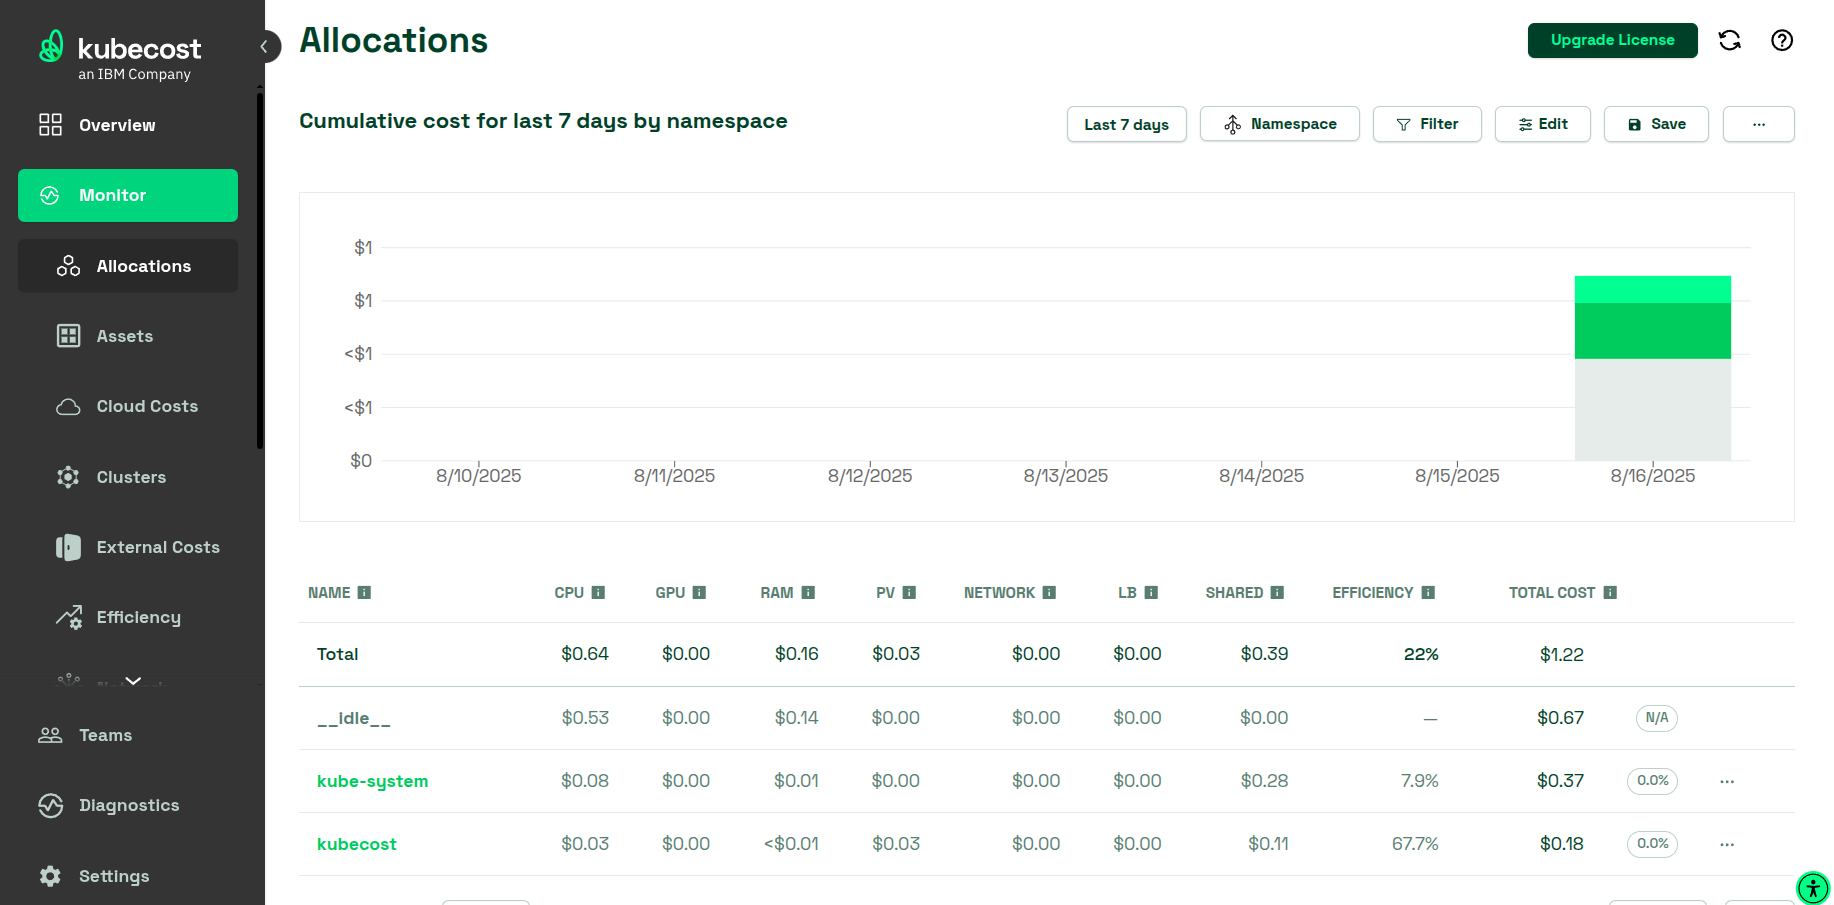 kubecost
an IBM Company
Overview
Monitor
Allocations
Assets
Cloud Costs
Clusters
External Costs
Efficiency
Teams
Diagnostics
Settings
Allocations
Upgrade License
Cumulative cost for last 7 days by namespace
Last 7 days
Namespace
Filter
Edit
Save
...
$1
$1
<$1
<$1
$0
8/10/2025 8/11/2025 8/12/2025 8/13/2025 8/14/2025 8/15/2025 8/16/2025
NAME CPU GPU RAM PV NETWORK LB SHARED EFFICIENCY TOTAL COST
Total $0.64 $0.00 $0.16 $0.03 $0.00 $0.00 $0.39 22% $1.22
__idle__ $0.53 $0.00 $0.14 $0.00 $0.00 $0.00 $0.00 — $0.67 N/A
kube-system $0.08 $0.00 $0.01 $0.00 $0.00 $0.00 $0.28 7.9% $0.37 0.0% ...
kubecost $0.03 $0.00 <$0.01 $0.03 $0.00 $0.00 $0.11 67.7% $0.18 0.0% ...